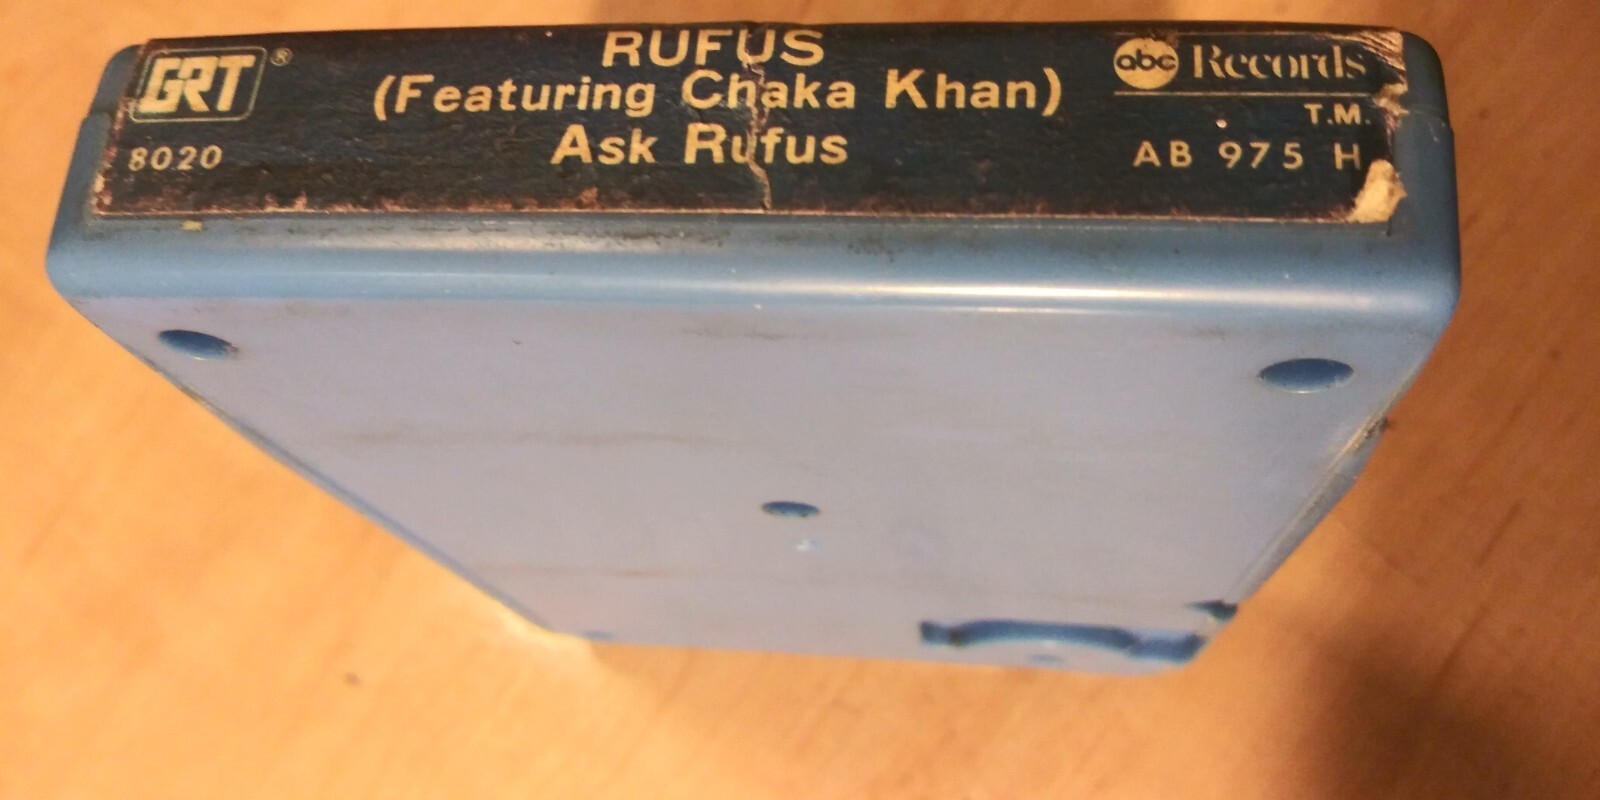 GRT®
8020
RUFUS
(Featuring Chaka Khan)
Ask Rufus
abc Records
T.M.
AB 975 H